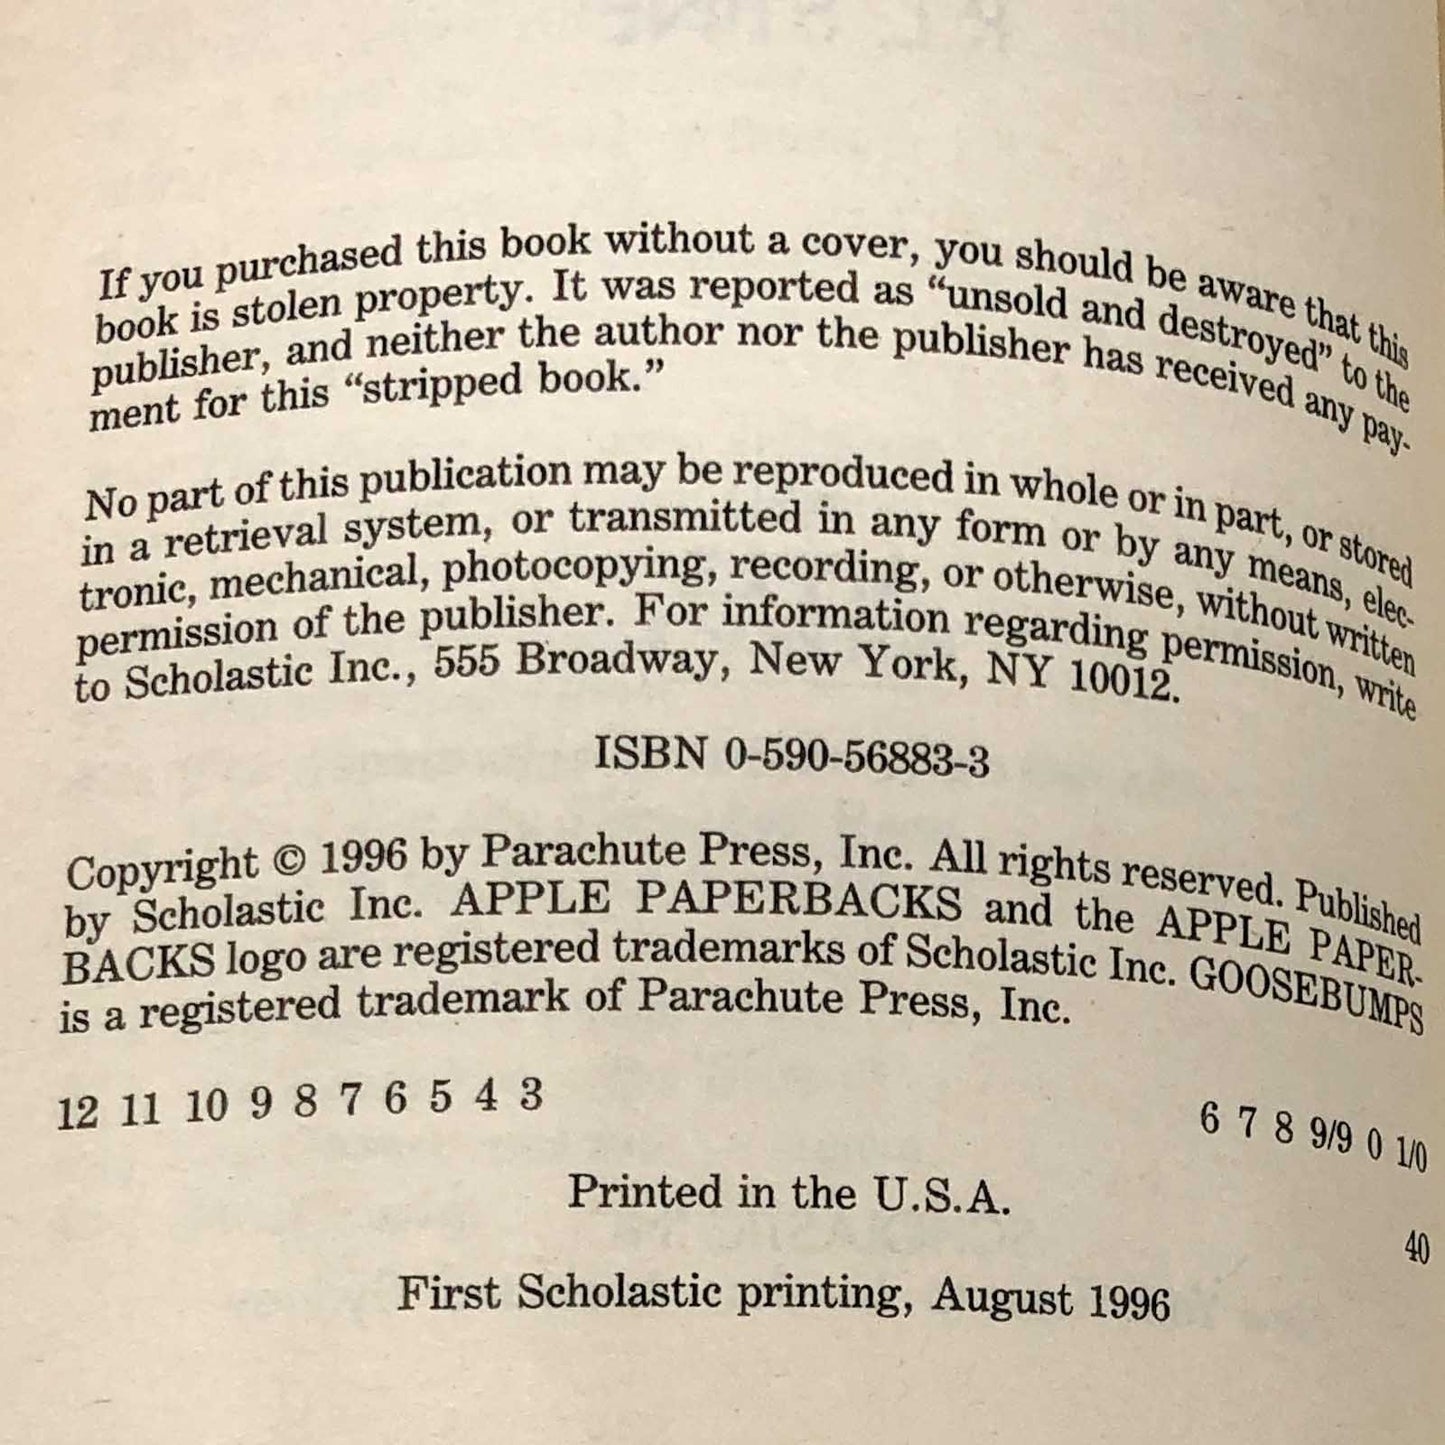 If you purchased this book without a cover, you should be aware that this
book is stolen property. It was reported as “unsold and destroyed” to the
publisher, and neither the author nor the publisher has received any pay-
ment for this “stripped book.”
No part of this publication may be reproduced in whole or in part, or stored
in a retrieval system, or transmitted in any form or by any means, elec-
tronic, mechanical, photocopying, recording, or otherwise, without written
permission of the publisher. For information regarding permission, write
to Scholastic Inc., 555 Broadway, New York, NY 10012.
ISBN 0-590-56883-3
Copyright © 1996 by Parachute Press, Inc. All rights reserved. Published
by Scholastic Inc. APPLE PAPERBACKS and the APPLE PAPER-
BACKS logo are registered trademarks of Scholastic Inc. GOOSEBUMPS
is a registered trademark of Parachute Press, Inc.
12 11 10 9 8 7 6 5 4 3 6 7 8 9/9 0 1/0
Printed in the U.S.A. 40
First Scholastic printing, August 1996